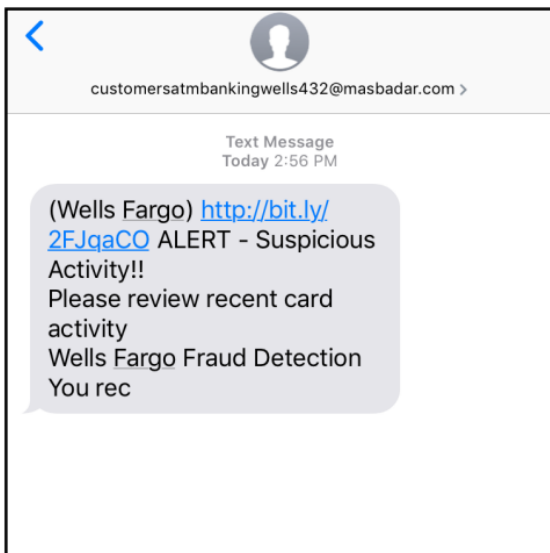 customersatmbankingwells432@masbadar.com >
Text Message
Today 2:56 PM
(Wells Fargo) http://bit.ly/
2FJqaCO ALERT - Suspicious
Activity!!
Please review recent card
activity
Wells Fargo Fraud Detection
You rec